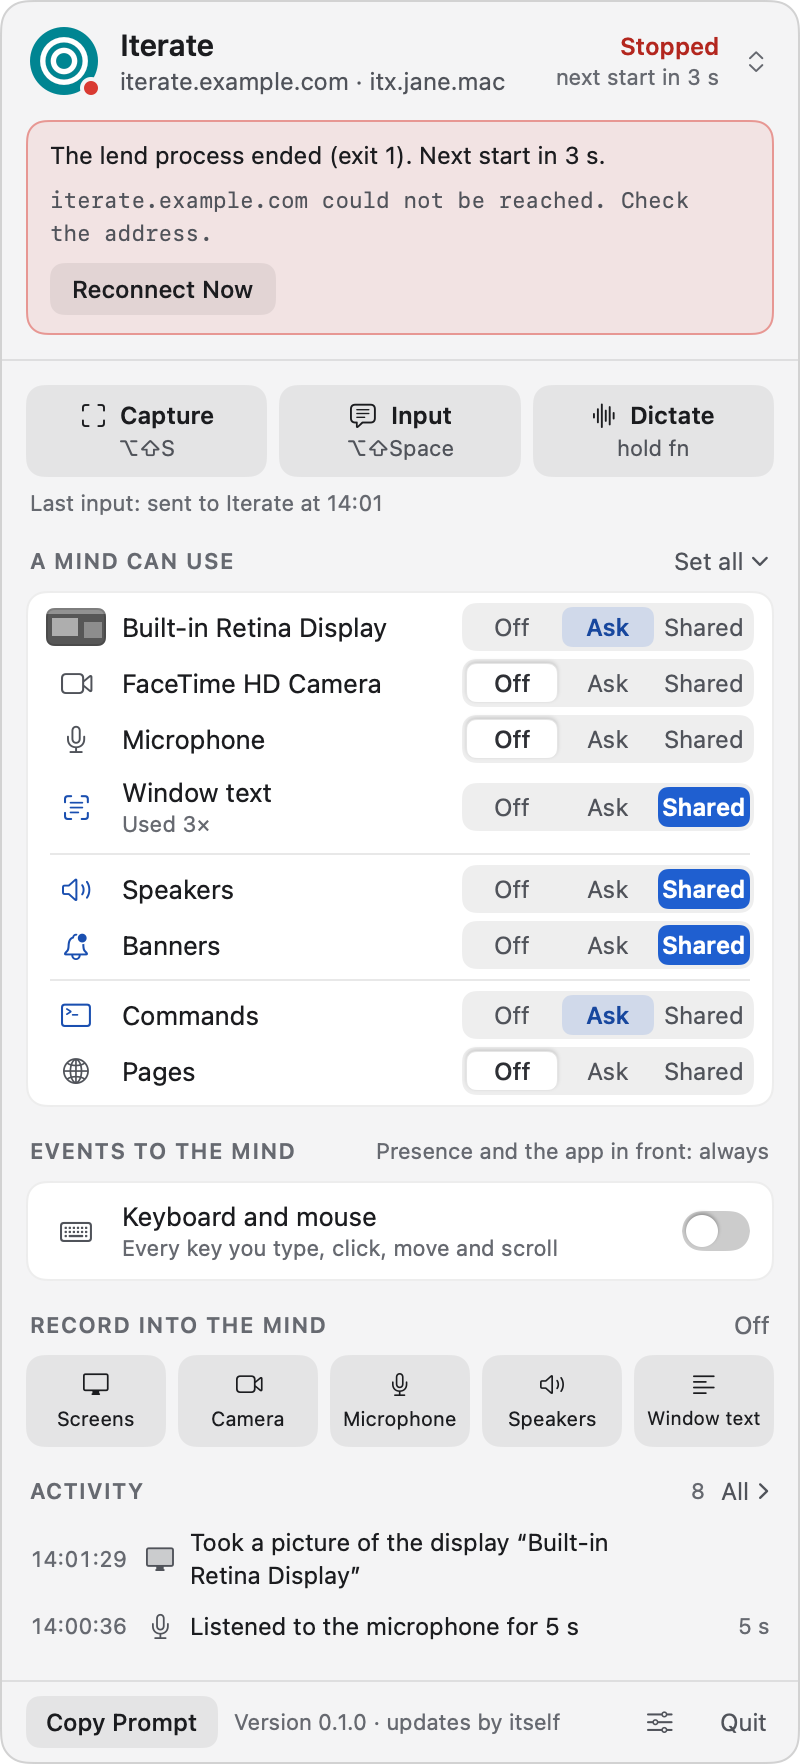 Iterate
iterate.example.com · itx.jane.mac
Stopped
next start in 3 s
The lend process ended (exit 1). Next start in 3 s.
iterate.example.com could not be reached. Check
the address.
Reconnect Now
Capture
⌥⇧S
Input
⌥⇧Space
Dictate
hold fn
Last input: sent to Iterate at 14:01
A MIND CAN USE
Set all
Built-in Retina Display
Off Ask Shared
FaceTime HD Camera
Off Ask Shared
Microphone
Off Ask Shared
Window text
Used 3×
Off Ask Shared
Speakers
Off Ask Shared
Banners
Off Ask Shared
Commands
Off Ask Shared
Pages
Off Ask Shared
EVENTS TO THE MIND
Presence and the app in front: always
Keyboard and mouse
Every key you type, click, move and scroll
RECORD INTO THE MIND
Off
Screens
Camera
Microphone
Speakers
Window text
ACTIVITY
8 All
14:01:29
Took a picture of the display “Built-in
Retina Display”
14:00:36
Listened to the microphone for 5 s
5 s
Copy Prompt
Version 0.1.0 · updates by itself
Quit